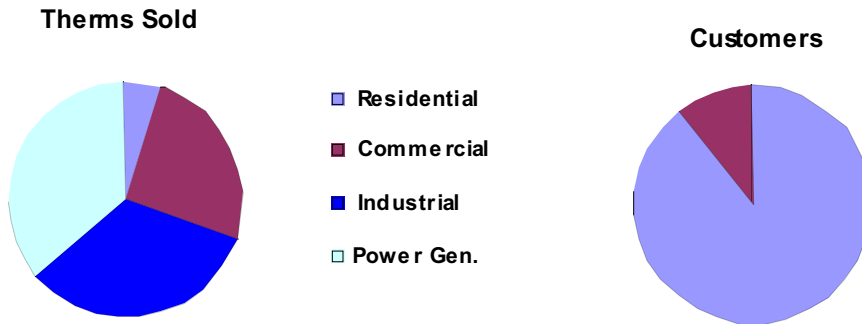 Therms Sold
Customers
Residential
Commercial
Industrial
Power Gen.